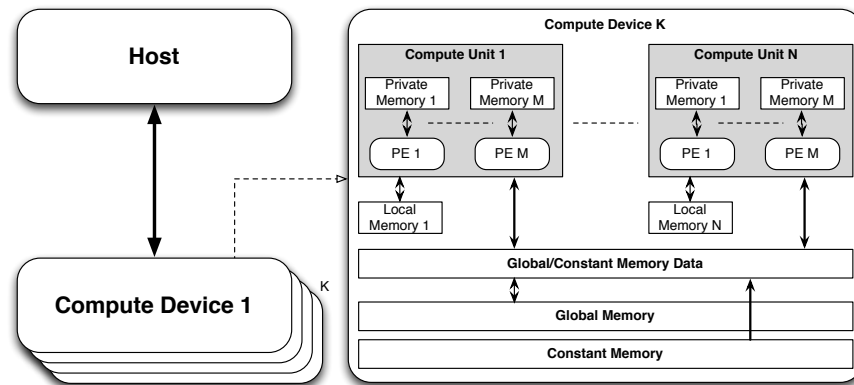 Host
Compute Device 1
K
Compute Device K
Compute Unit 1
Private
Memory 1
Private
Memory M
PE 1
PE M
Local
Memory 1
Compute Unit N
Private
Memory 1
Private
Memory M
PE 1
PE M
Local
Memory N
Global/Constant Memory Data
Global Memory
Constant Memory